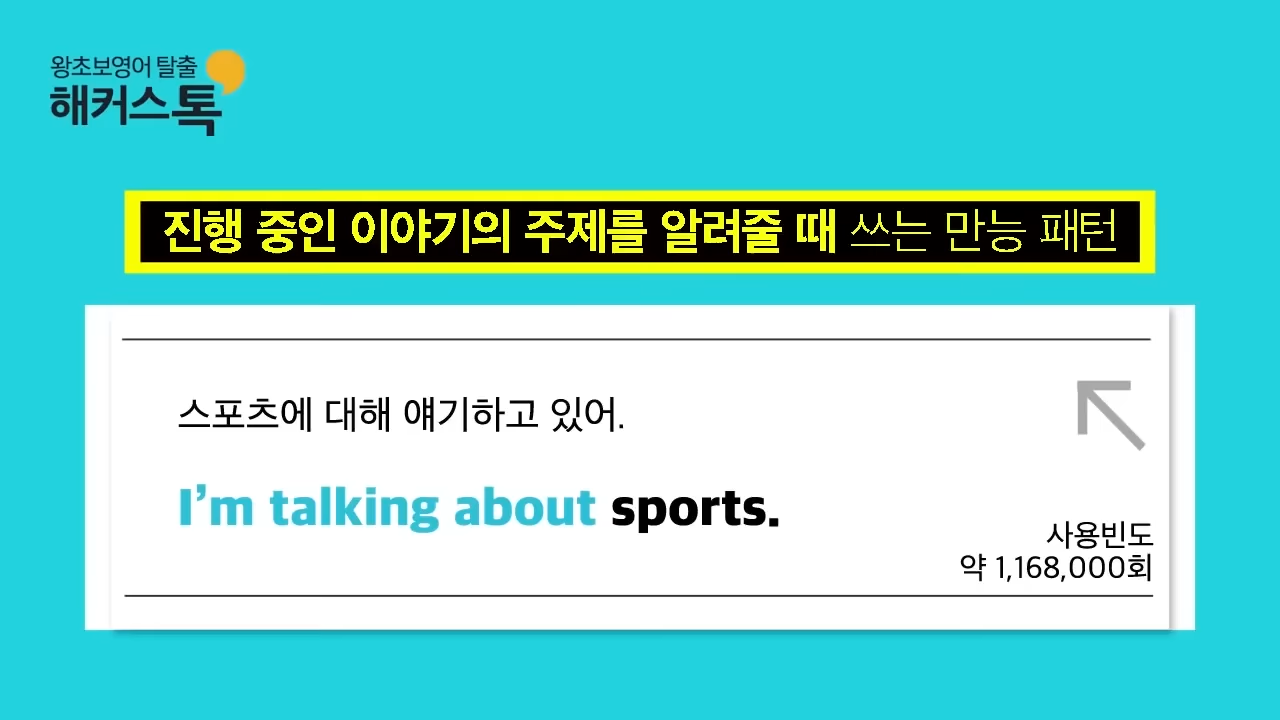 왕초보영어 탈출
해커스톡
진행 중인 이야기의 주제를 알려줄 때 쓰는 만능 패턴
스포츠에 대해 얘기하고 있어.
I'm talking about sports.
사용빈도
약 1,168,000회